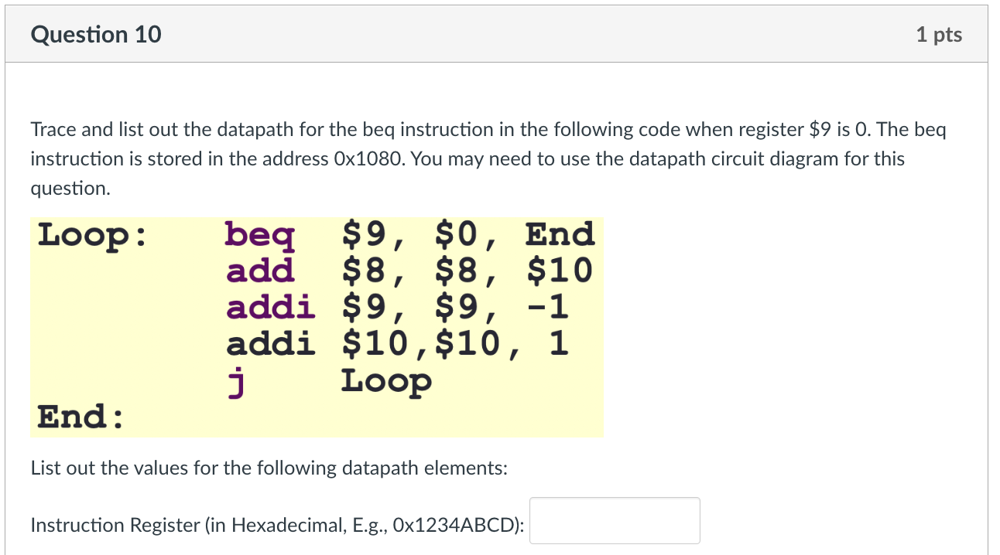 Question 10
1 pts
Trace and list out the datapath for the beq instruction in the following code when register $9 is 0. The beq
instruction is stored in the address 0x1080. You may need to use the datapath circuit diagram for this
question.
Loop: beq $9, $0, End
add $8, $8, $10
addi $9, $9, -1
addi $10,$10, 1
j Loop
End:
List out the values for the following datapath elements:
Instruction Register (in Hexadecimal, E.g., 0x1234ABCD):